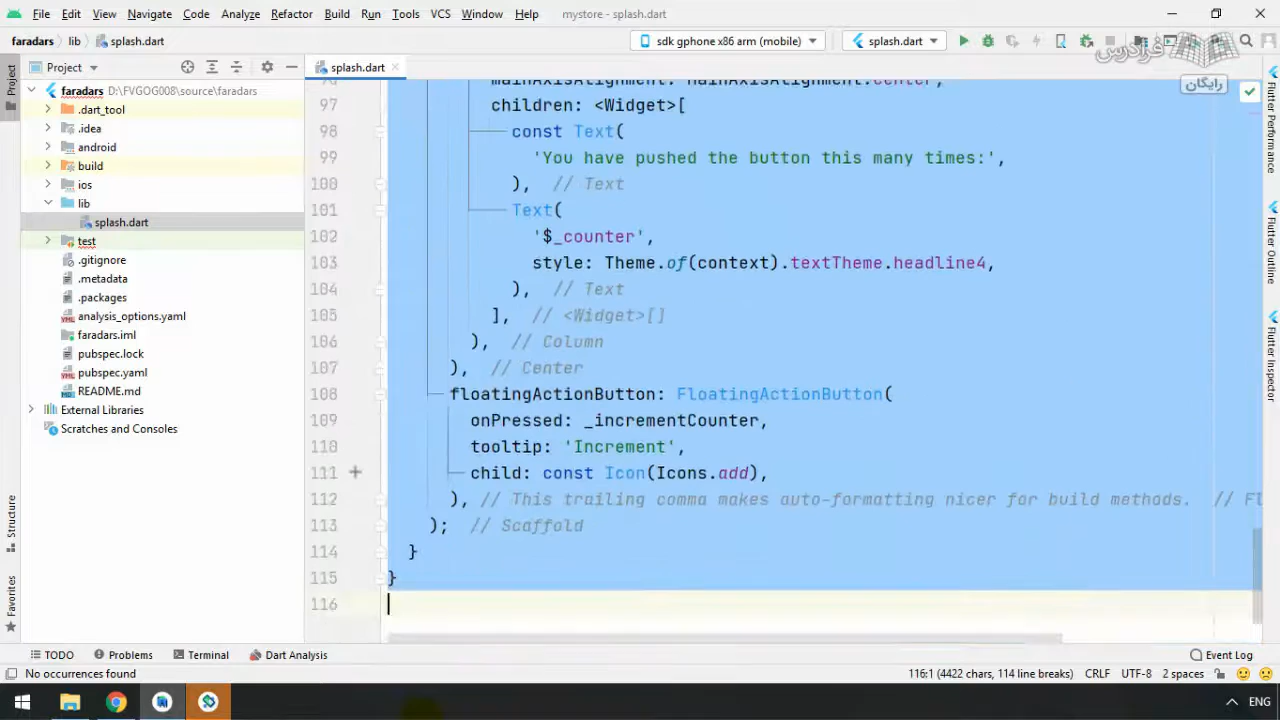 File Edit View Navigate Code Analyze Refactor Build Run Tools VCS Window Help mystore - splash.dart
faradars lib splash.dart sdk gphone x86 arm (mobile) splash.dart
فرادرس
رایگان
Project splash.dart
Project
faradars D:\FVGOG008\source\faradars
.dart_tool
.idea
android
build
ios
lib
splash.dart
test
.gitignore
.metadata
.packages
analysis_options.yaml
faradars.iml
pubspec.lock
pubspec.yaml
README.md
External Libraries
Scratches and Consoles
Structure
Favorites
mainAxisAlignment: MainAxisAlignment.center,
97 children: <Widget>[
98 const Text(
99 'You have pushed the button this many times:',
100 ), // Text
101 Text(
102 '$_counter',
103 style: Theme.of(context).textTheme.headline4,
104 ), // Text
105 ], // <Widget>[]
106 ), // Column
107 ), // Center
108 floatingActionButton: FloatingActionButton(
109 onPressed: _incrementCounter,
110 tooltip: 'Increment',
111 child: const Icon(Icons.add),
112 ), // This trailing comma makes auto-formatting nicer for build methods. // Fl
113 ); // Scaffold
114 }
115 }
116
Flutter Performance
Flutter Outline
Flutter Inspector
TODO Problems Terminal Dart Analysis Event Log
No occurrences found 116:1 (4422 chars, 114 line breaks) CRLF UTF-8 2 spaces
ENG